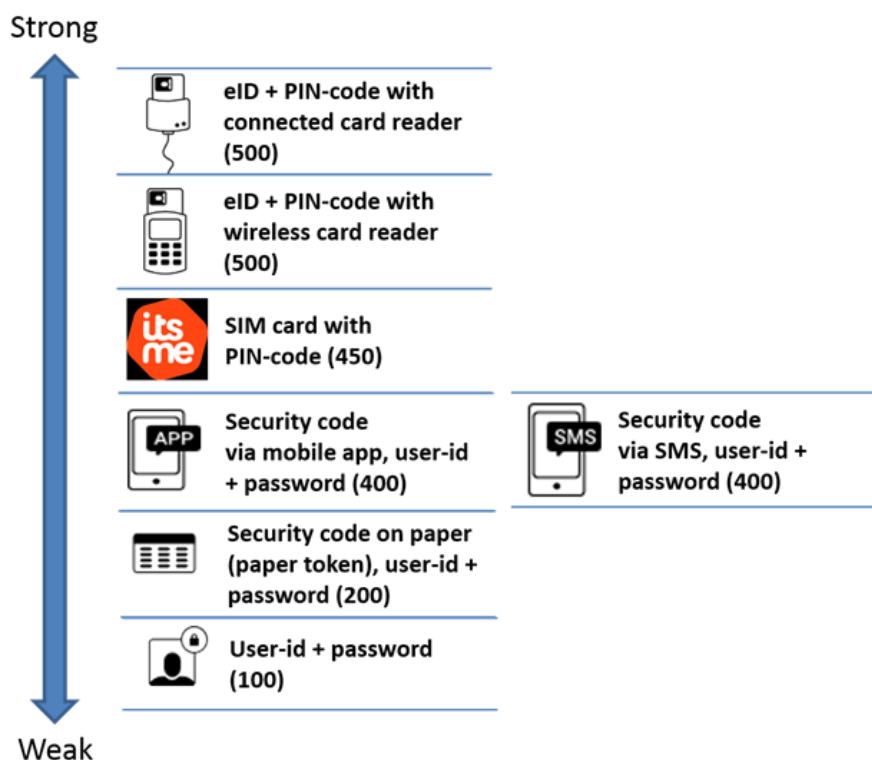 Strong
eID + PIN-code with
connected card reader
(500)
eID + PIN-code with
wireless card reader
(500)
its
me
SIM card with
PIN-code (450)
APP
Security code
via mobile app, user-id
+ password (400)
SMS
Security code
via SMS, user-id +
password (400)
Security code on paper
(paper token), user-id +
password (200)
User-id + password
(100)
Weak